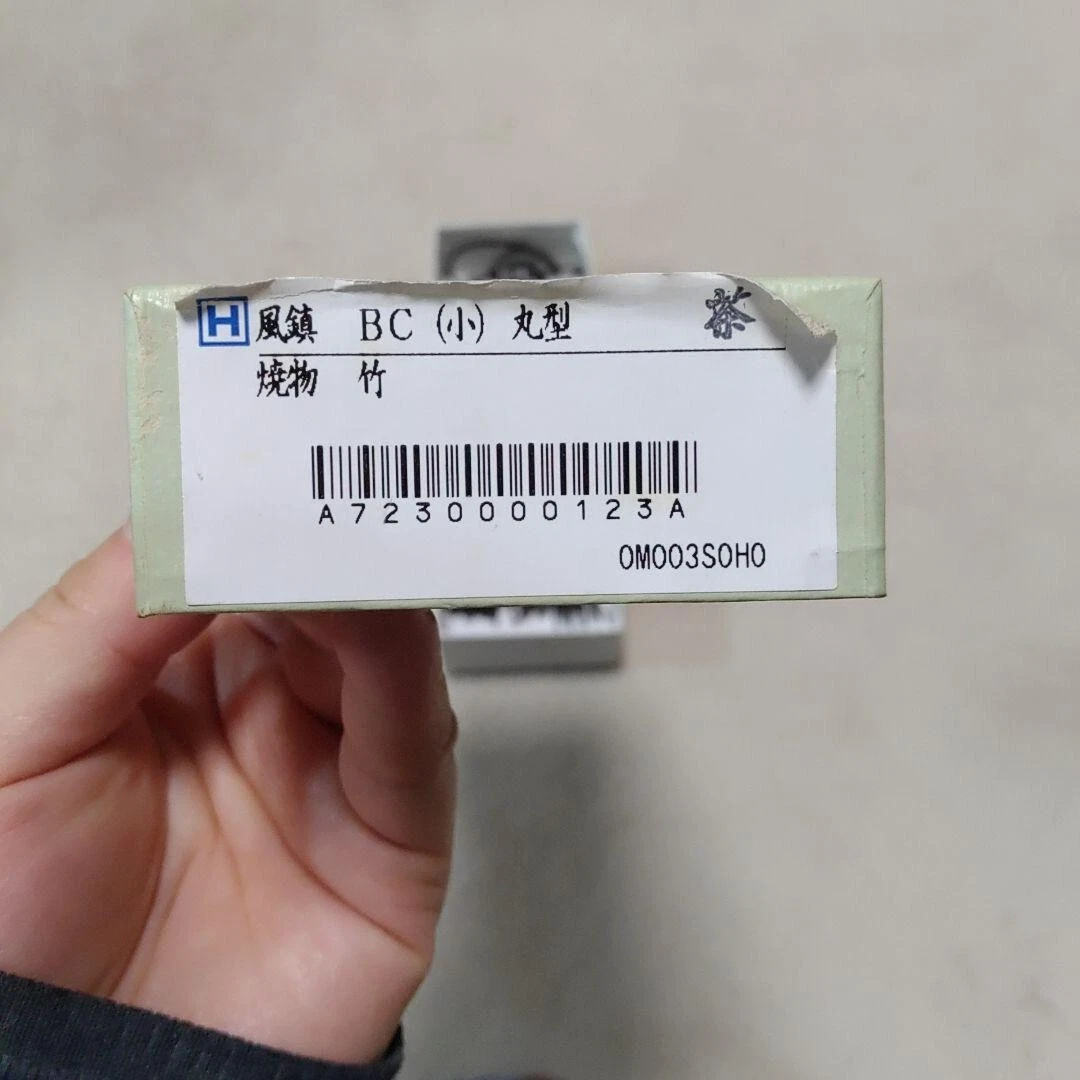 H 風鎮 BC (小) 丸型 茶
焼物 竹
A7230000123A
0M003S0H0